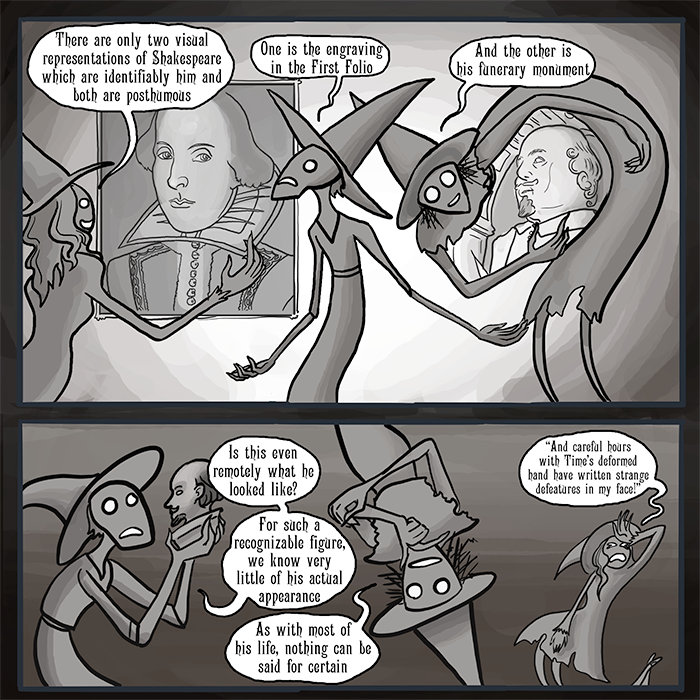 There are only two visual
representations of Shakespeare
which are identifiably him and
both are posthumous
One is the engraving
in the First Folio
And the other is
his funerary monument
Is this even
remotely what he
looked like?
For such a
recognizable figure,
we know very
little of his actual
appearance
As with most of
his life, nothing can be
said for certain
"And careful hours
with Time's deformed
hand have written strange
defeatures in my face!"